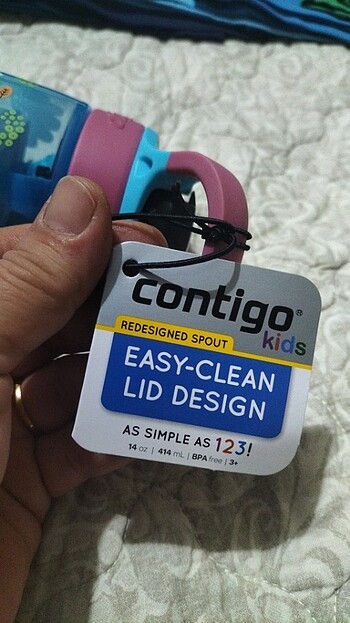 contigo®
kids
REDESIGNED SPOUT
EASY-CLEAN
LID DESIGN
AS SIMPLE AS 123!
14 oz | 414 mL | BPA free | 3+